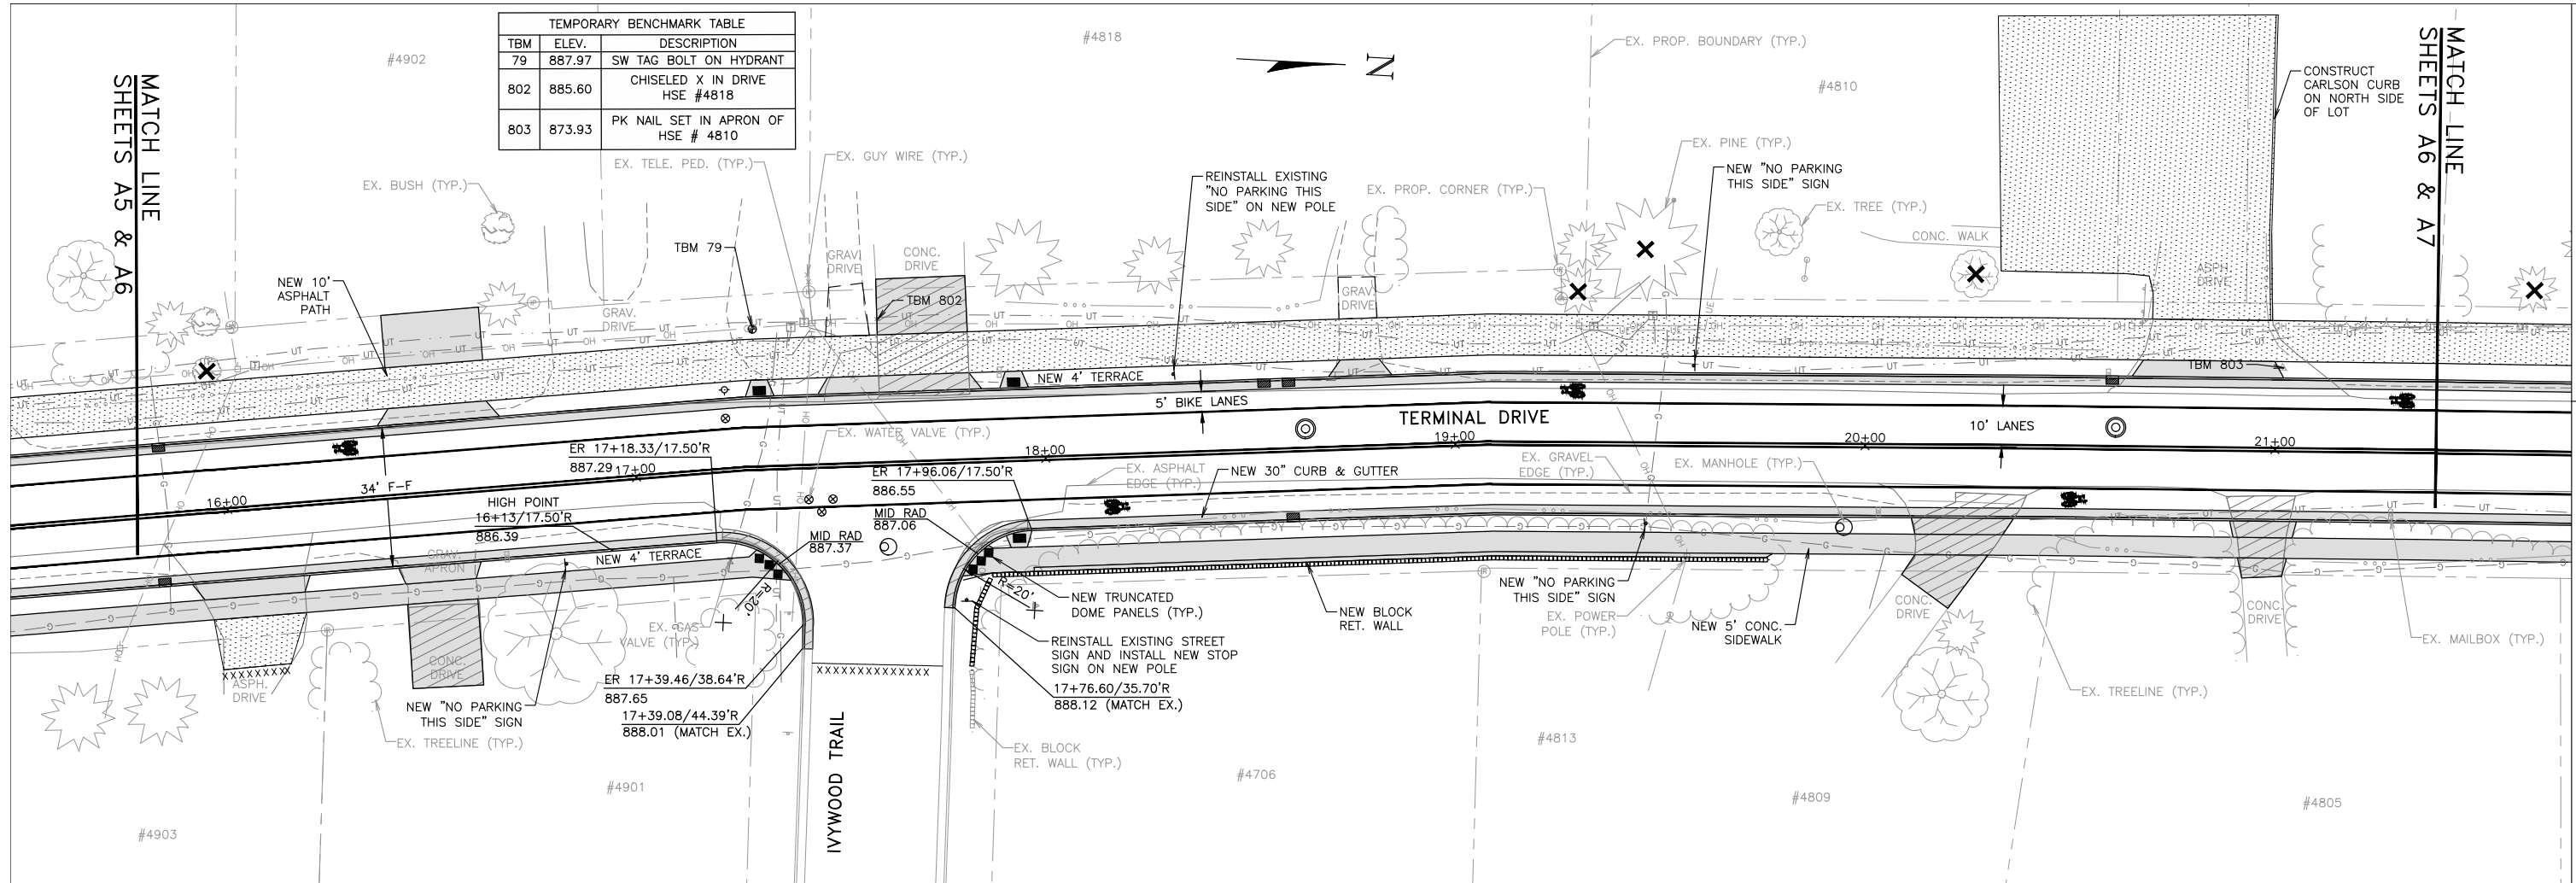 TEMPORARY BENCHMARK TABLE
TBM ELEV. DESCRIPTION
79 887.97 SW TAG BOLT ON HYDRANT
802 885.60 CHISELED X IN DRIVE
HSE #4818
803 873.93 PK NAIL SET IN APRON OF
HSE # 4810
#4902
#4818
N
EX. PROP. BOUNDARY (TYP.)
#4810
CONSTRUCT
CARLSON CURB
ON NORTH SIDE
OF LOT
MATCH LINE
SHEETS A5 & A6
MATCH LINE
SHEETS A6 & A7
EX. BUSH (TYP.)
EX. TELE. PED. (TYP.)
EX. GUY WIRE (TYP.)
REINSTALL EXISTING
"NO PARKING THIS
SIDE" ON NEW POLE
EX. PROP. CORNER (TYP.)
EX. PINE (TYP.)
NEW "NO PARKING
THIS SIDE" SIGN
EX. TREE (TYP.)
CONC. WALK
TBM 79
GRAV.
DRIVE
CONC.
DRIVE
TBM 802
NEW 10'
ASPHALT
PATH
GRAV.
DRIVE
GRAV.
DRIVE
ASPH.
DRIVE
TBM 803
NEW 4' TERRACE
5' BIKE LANES
TERMINAL DRIVE
10' LANES
16+00
17+00
18+00
19+00
20+00
21+00
34' F-F
ER 17+18.33/17.50'R
887.29
EX. WATER VALVE (TYP.)
ER 17+96.06/17.50'R
886.55
EX. ASPHALT
EDGE (TYP.)
NEW 30" CURB & GUTTER
EX. GRAVEL
EDGE (TYP.)
EX. MANHOLE (TYP.)
HIGH POINT
16+13/17.50'R
886.39
MID RAD
887.06
MID RAD
887.37
NEW 4' TERRACE
GRAV.
APRON
R=20'
R=20'
NEW TRUNCATED
DOME PANELS (TYP.)
NEW BLOCK
RET. WALL
NEW "NO PARKING
THIS SIDE" SIGN
EX. POWER
POLE (TYP.)
NEW 5' CONC.
SIDEWALK
CONC.
DRIVE
CONC.
DRIVE
EX. MAILBOX (TYP.)
EX. GAS
VALVE (TYP.)
REINSTALL EXISTING STREET
SIGN AND INSTALL NEW STOP
SIGN ON NEW POLE
CONC.
DRIVE
ASPH.
DRIVE
XXXXXXXXXX
XXXXXXXXXXXXXX
ER 17+39.46/38.64'R
887.65
17+39.08/44.39'R
888.01 (MATCH EX.)
17+76.60/35.70'R
888.12 (MATCH EX.)
NEW "NO PARKING
THIS SIDE" SIGN
EX. TREELINE (TYP.)
EX. TREELINE (TYP.)
IVYWOOD TRAIL
EX. BLOCK
RET. WALL (TYP.)
#4903
#4901
#4706
#4813
#4809
#4805